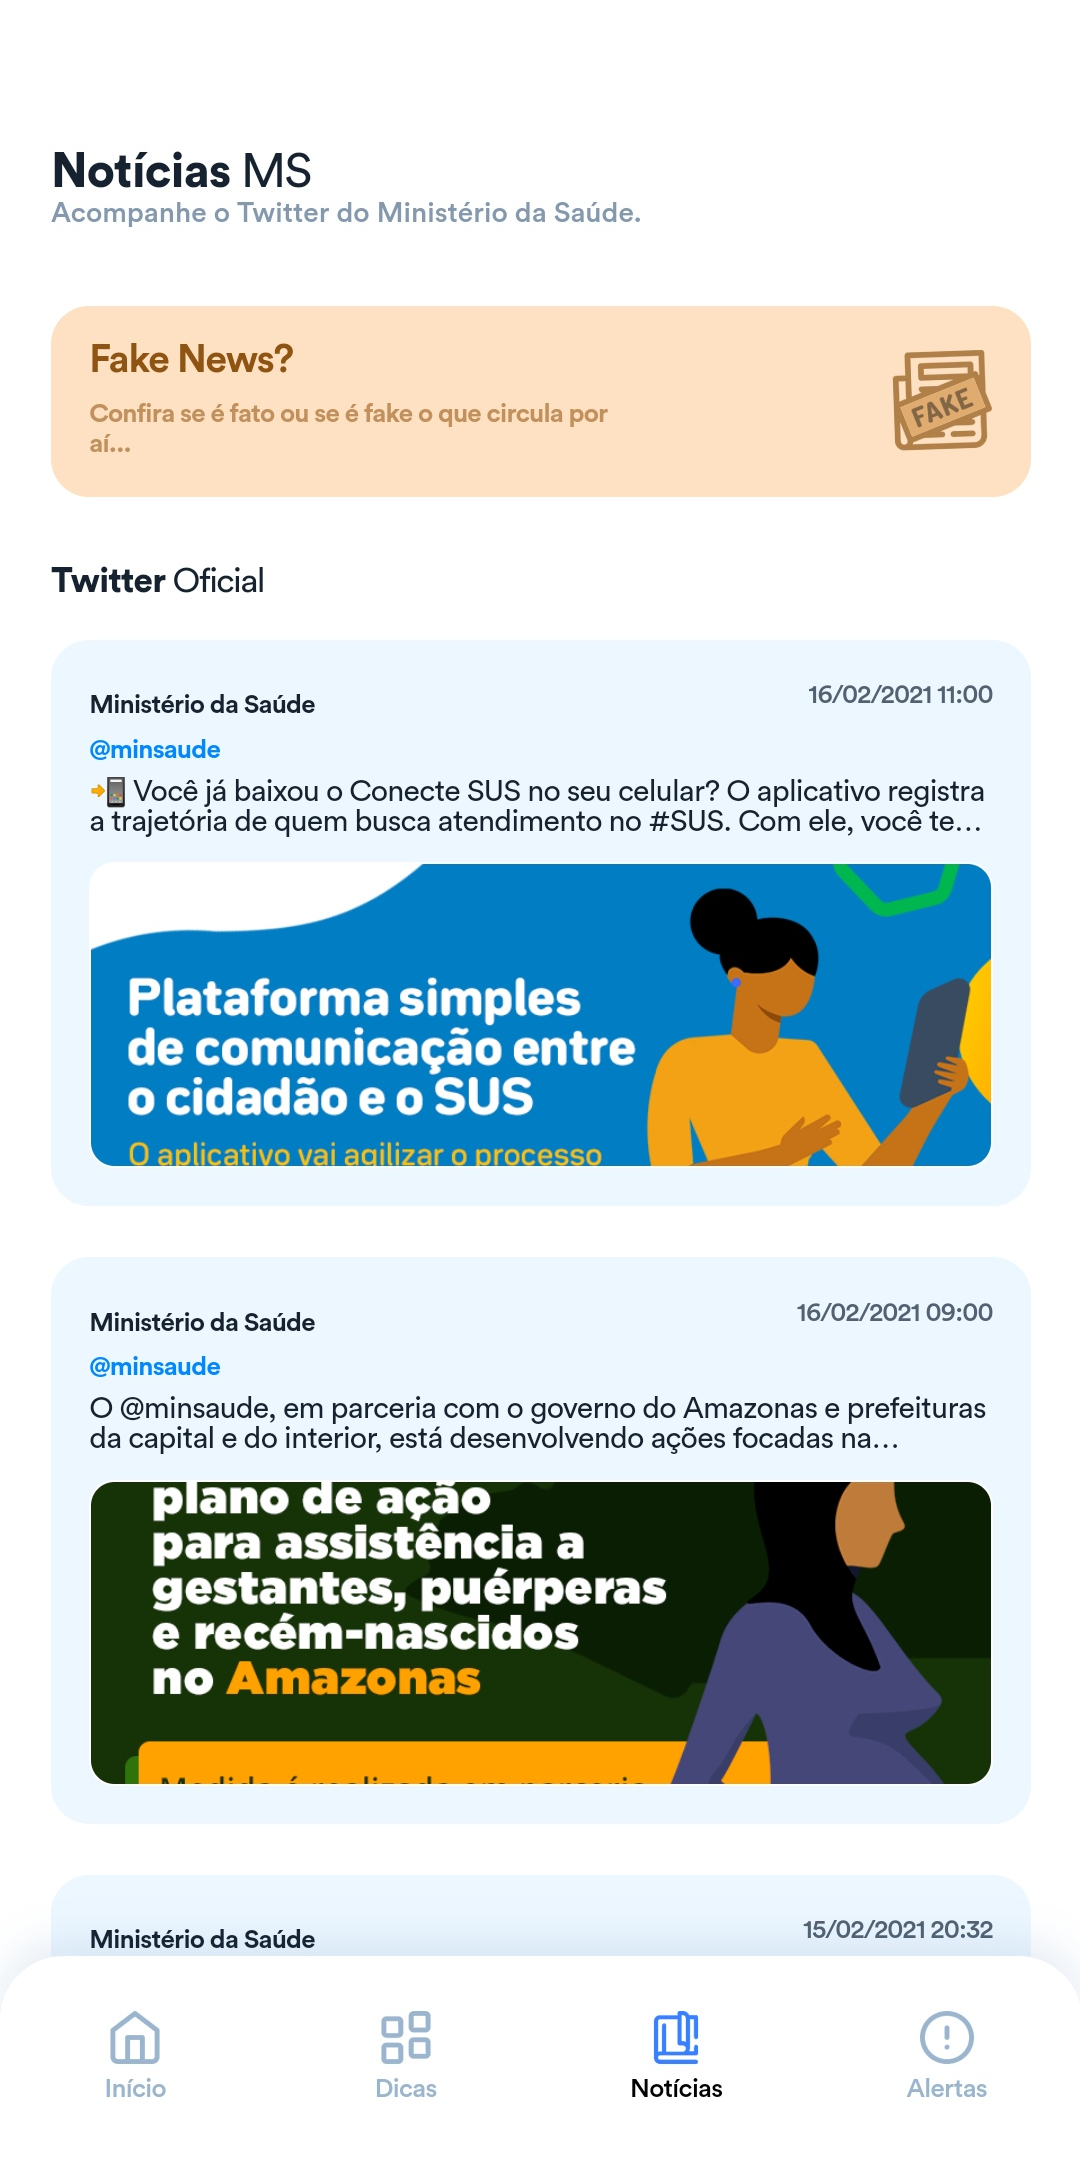 Notícias MS
Acompanhe o Twitter do Ministério da Saúde.
Fake News?
Confira se é fato ou se é fake o que circula por
aí...
FAKE
Twitter Oficial
Ministério da Saúde
16/02/2021 11:00
@minsaude
📲 Você já baixou o Conecte SUS no seu celular? O aplicativo registra
a trajetória de quem busca atendimento no #SUS. Com ele, você te...
Plataforma simples
de comunicação entre
o cidadão e o SUS
O aplicativo vai agilizar o processo
Ministério da Saúde
16/02/2021 09:00
@minsaude
O @minsaude, em parceria com o governo do Amazonas e prefeituras
da capital e do interior, está desenvolvendo ações focadas na...
plano de ação
para assistência a
gestantes, puérperas
e recém-nascidos
no Amazonas
Medida é realizada em parceria
Ministério da Saúde
15/02/2021 20:32
Início
Dicas
Notícias
Alertas